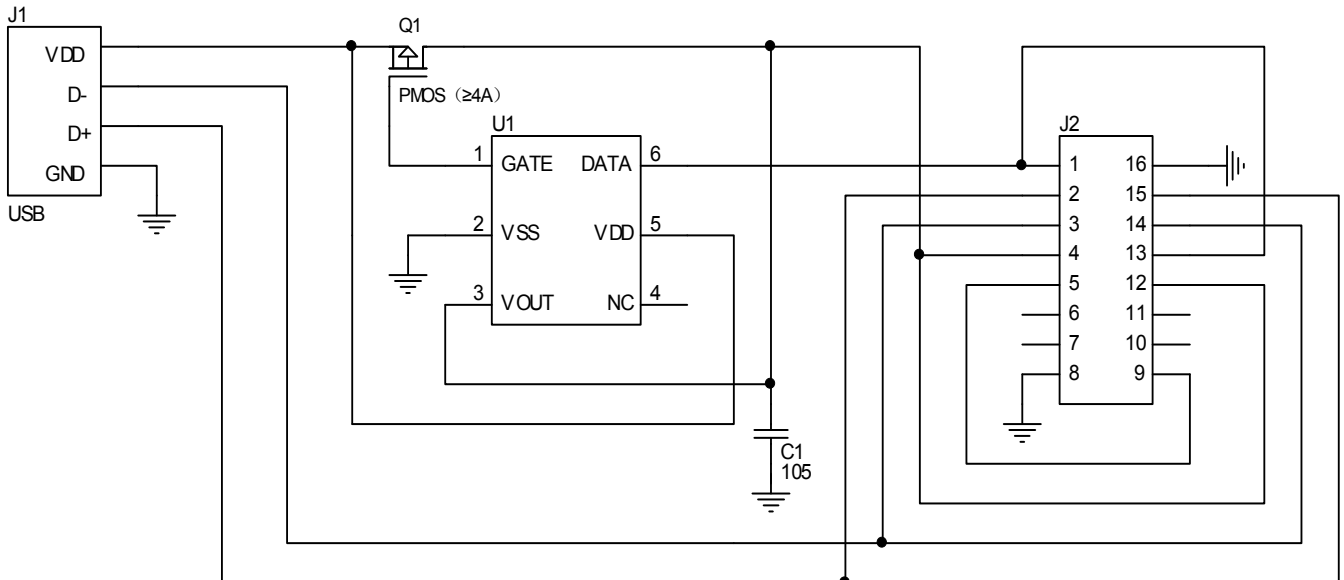 J1
VDD
D-
D+
GND
USB
Q1
PMOS（≥4A）
U1
1 GATE DATA 6
2 VSS VDD 5
3 VOUT NC 4
C1
105
J2
1 16
2 15
3 14
4 13
5 12
6 11
7 10
8 9